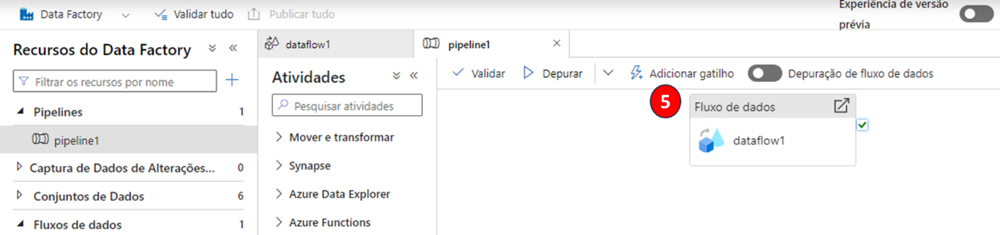 Data Factory
Validar tudo
Publicar tudo
Experiência de versão
prévia
Recursos do Data Factory
Filtrar os recursos por nome
Pipelines 1
pipeline1
Captura de Dados de Alterações... 0
Conjuntos de Dados 6
Fluxos de dados 1
dataflow1
pipeline1
Atividades
Pesquisar atividades
Mover e transformar
Synapse
Azure Data Explorer
Azure Functions
Validar
Depurar
Adicionar gatilho
Depuração de fluxo de dados
5
Fluxo de dados
dataflow1